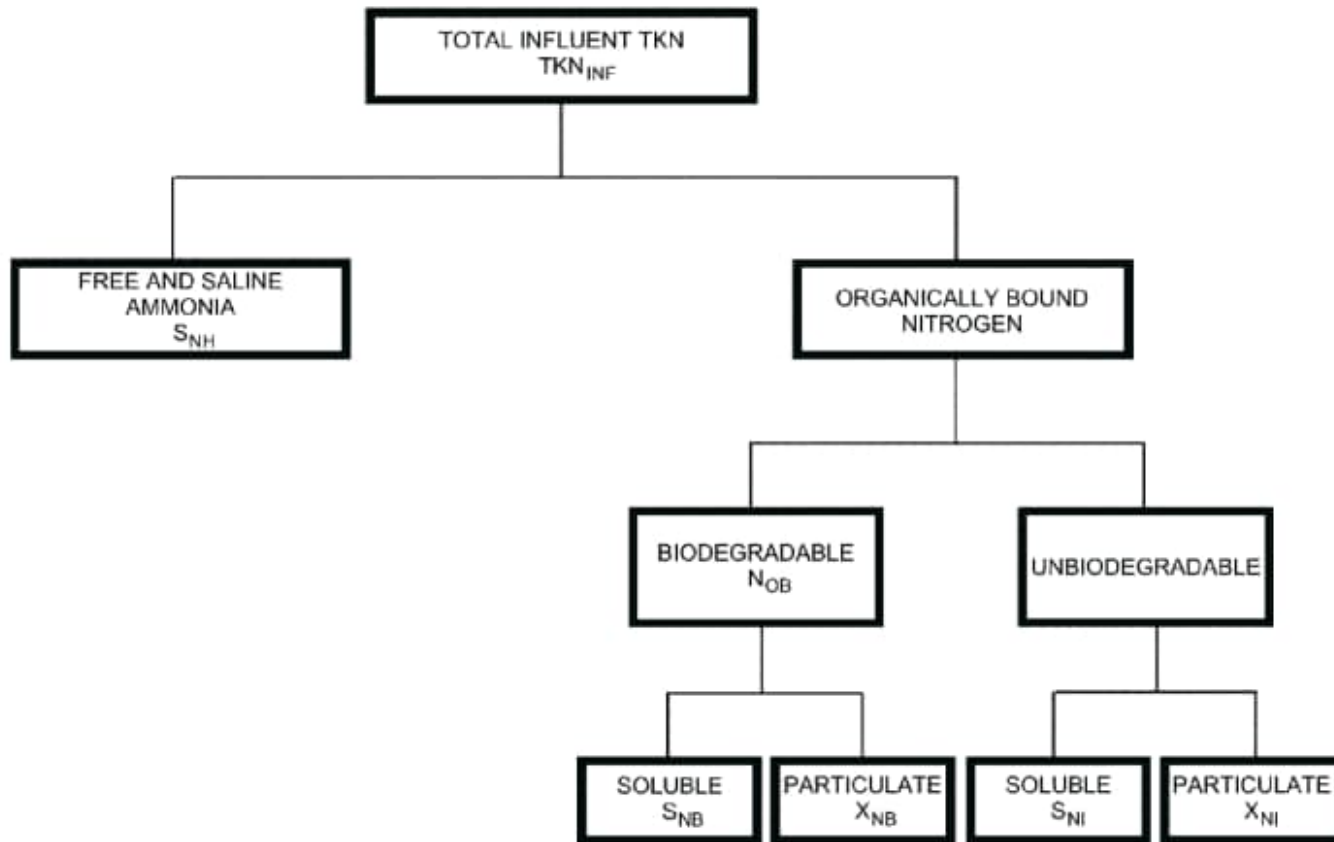 TOTAL INFLUENT TKN
TKN_INF
FREE AND SALINE
AMMONIA
S_NH
ORGANICALLY BOUND
NITROGEN
BIODEGRADABLE
N_OB
UNBIODEGRADABLE
SOLUBLE
S_NB
PARTICULATE
X_NB
SOLUBLE
S_NI
PARTICULATE
X_NI